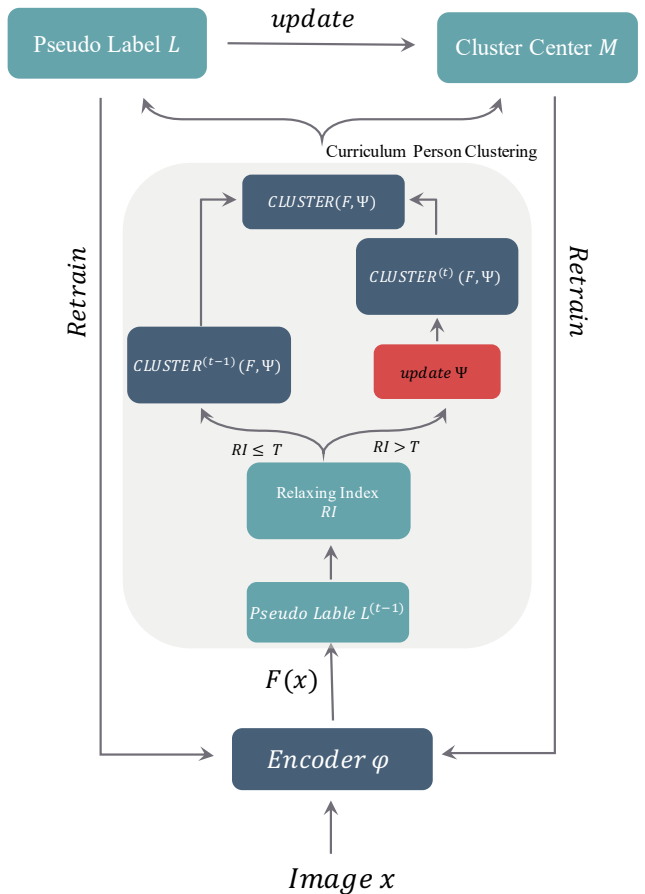 update
Pseudo Label L
Cluster Center M
Curriculum Person Clustering
CLUSTER(F, Ψ)
CLUSTER⁽ᵗ⁾ (F, Ψ)
Retrain
Retrain
CLUSTER⁽ᵗ⁻¹⁾ (F, Ψ)
update Ψ
RI ≤ T
RI > T
Relaxing Index
RI
Pseudo Lable L⁽ᵗ⁻¹⁾
F(x)
Encoder φ
Image x